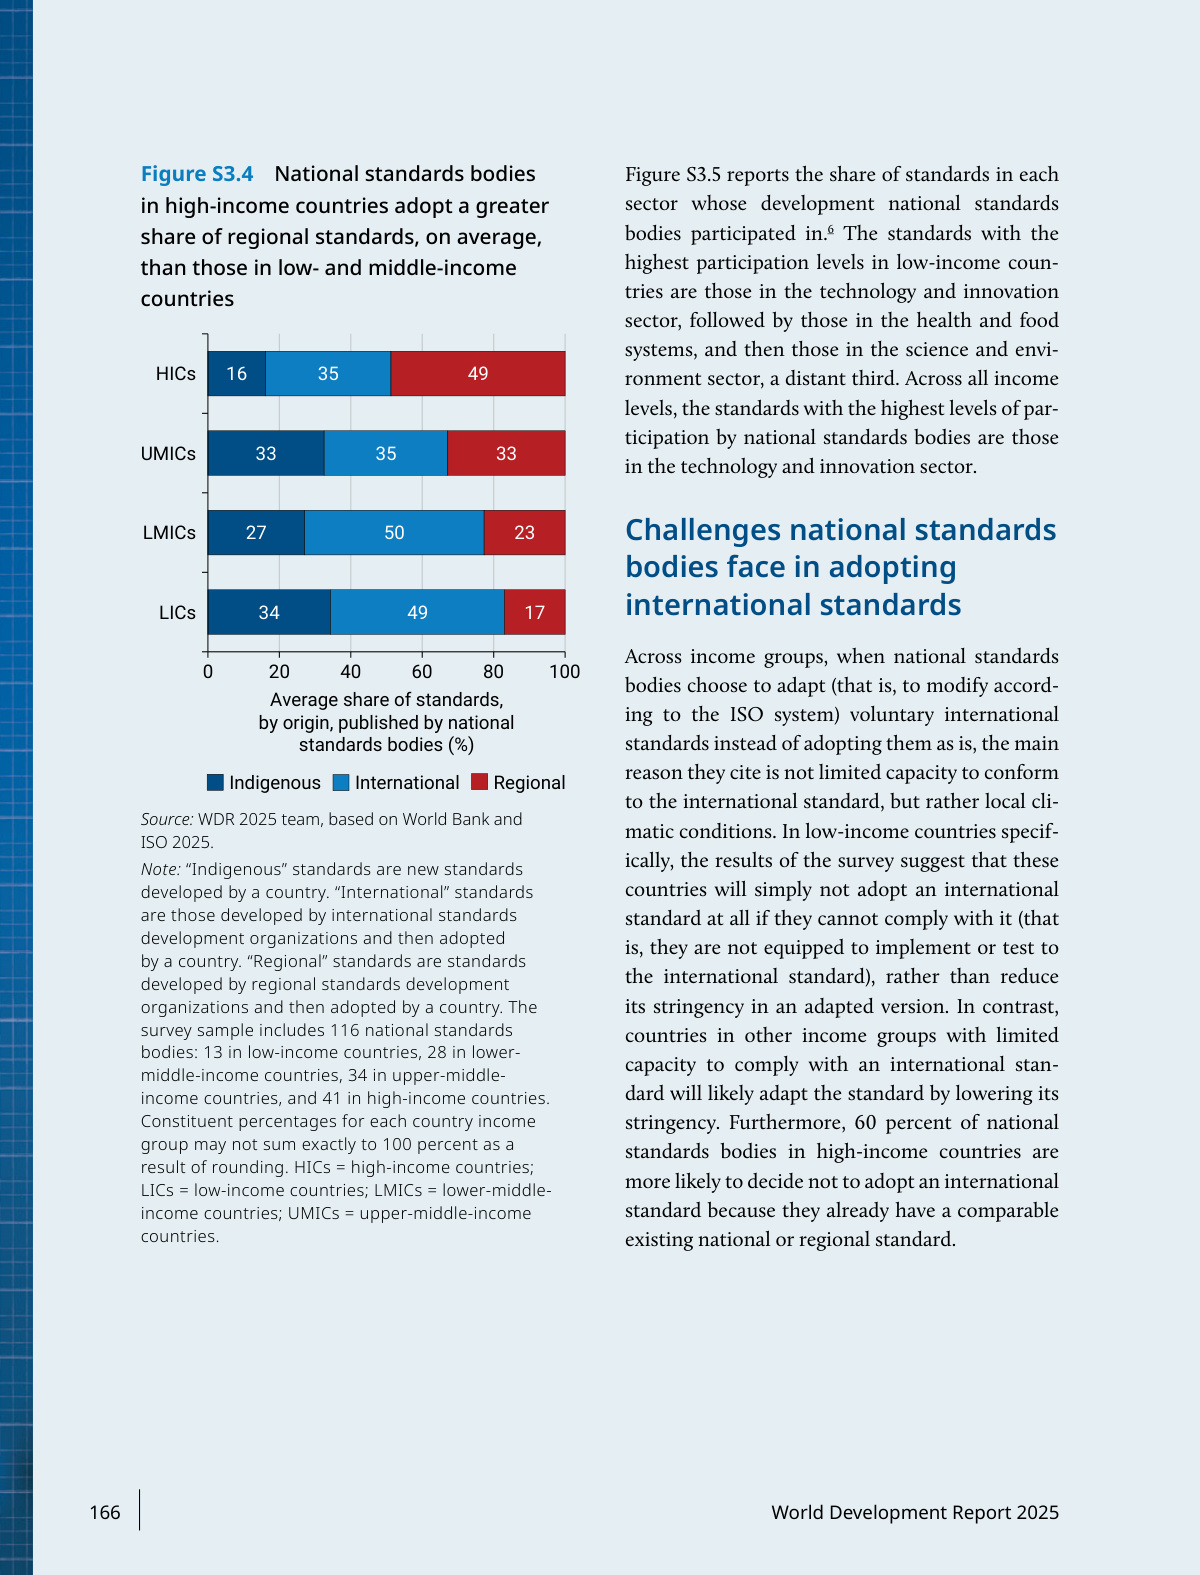 Figure S3.4 National standards bodies
in high-income countries adopt a greater
share of regional standards, on average,
than those in low- and middle-income
countries
HICs 16 35 49
UMICs 33 35 33
LMICs 27 50 23
LICs 34 49 17
0 20 40 60 80 100
Average share of standards,
by origin, published by national
standards bodies (%)
Indigenous International Regional
Source: WDR 2025 team, based on World Bank and
ISO 2025.
Note: “Indigenous” standards are new standards
developed by a country. “International” standards
are those developed by international standards
development organizations and then adopted
by a country. “Regional” standards are standards
developed by regional standards development
organizations and then adopted by a country. The
survey sample includes 116 national standards
bodies: 13 in low-income countries, 28 in lower-
middle-income countries, 34 in upper-middle-
income countries, and 41 in high-income countries.
Constituent percentages for each country income
group may not sum exactly to 100 percent as a
result of rounding. HICs = high-income countries;
LICs = low-income countries; LMICs = lower-middle-
income countries; UMICs = upper-middle-income
countries.
Figure S3.5 reports the share of standards in each
sector whose development national standards
bodies participated in.6 The standards with the
highest participation levels in low-income coun-
tries are those in the technology and innovation
sector, followed by those in the health and food
systems, and then those in the science and envi-
ronment sector, a distant third. Across all income
levels, the standards with the highest levels of par-
ticipation by national standards bodies are those
in the technology and innovation sector.
Challenges national standards
bodies face in adopting
international standards
Across income groups, when national standards
bodies choose to adapt (that is, to modify accord-
ing to the ISO system) voluntary international
standards instead of adopting them as is, the main
reason they cite is not limited capacity to conform
to the international standard, but rather local cli-
matic conditions. In low-income countries specif-
ically, the results of the survey suggest that these
countries will simply not adopt an international
standard at all if they cannot comply with it (that
is, they are not equipped to implement or test to
the international standard), rather than reduce
its stringency in an adapted version. In contrast,
countries in other income groups with limited
capacity to comply with an international stan-
dard will likely adapt the standard by lowering its
stringency. Furthermore, 60 percent of national
standards bodies in high-income countries are
more likely to decide not to adopt an international
standard because they already have a comparable
existing national or regional standard.
166
World Development Report 2025